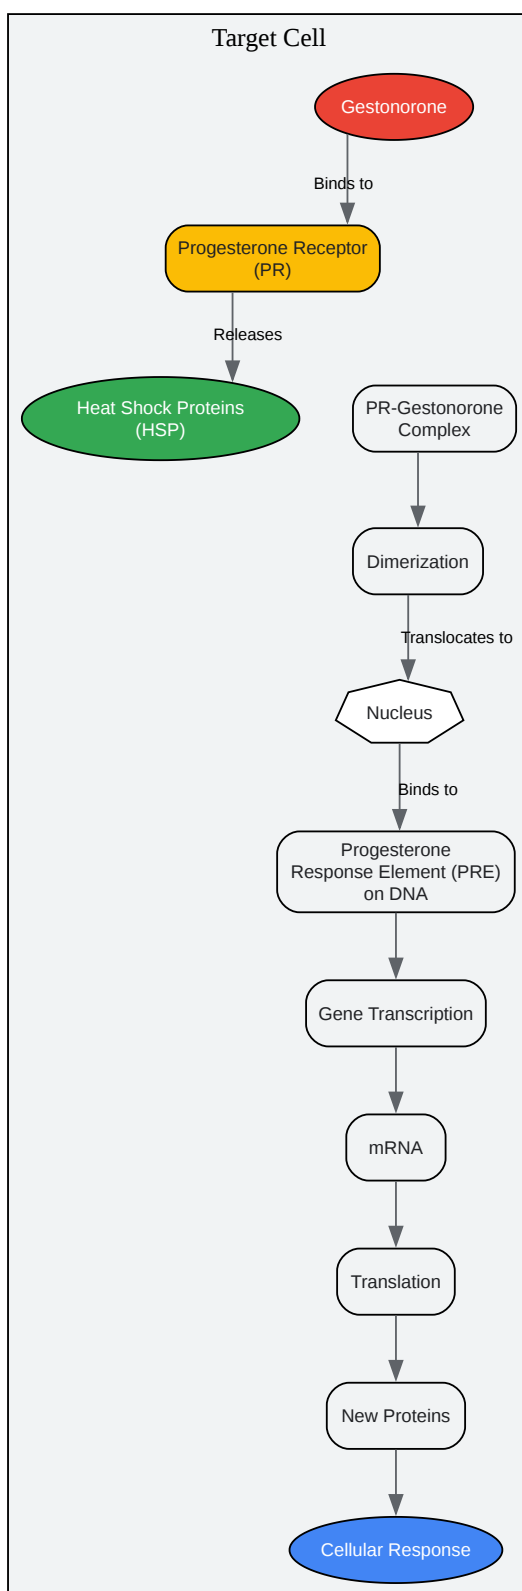 Target Cell
Gestonorone
Binds to
Progesterone Receptor
(PR)
Releases
Heat Shock Proteins
(HSP)
PR-Gestonorone
Complex
Dimerization
Translocates to
Nucleus
Binds to
Progesterone
Response Element (PRE)
on DNA
Gene Transcription
mRNA
Translation
New Proteins
Cellular Response